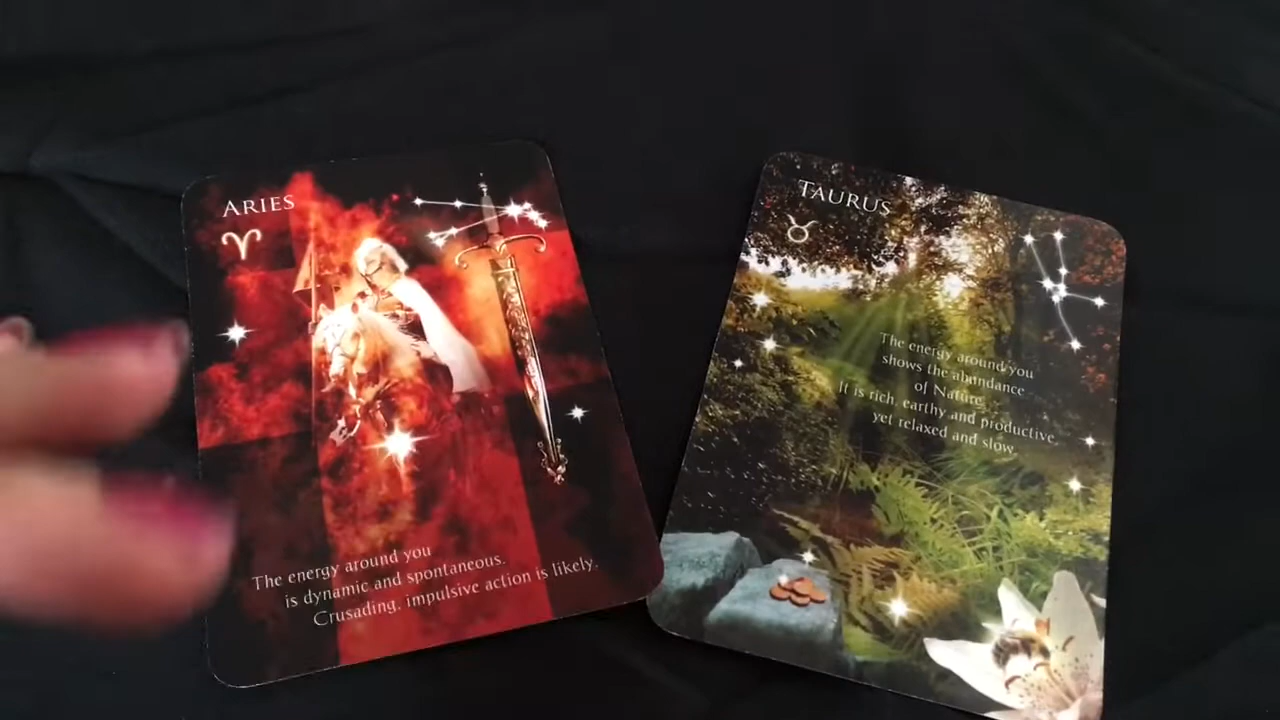 ARIES
The energy around you
is dynamic and spontaneous.
Crusading, impulsive action is likely.
TAURUS
The energy around you
shows the abundance
of Nature.
It is rich, earthy and productive,
yet relaxed and slow.